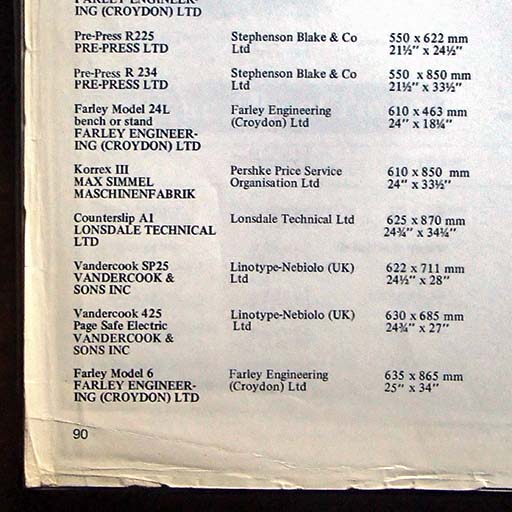 FARLEY ENGINEER-
ING (CROYDON) LTD
Pre-Press R225 Stephenson Blake & Co 550 x 622 mm
PRE-PRESS LTD Ltd 21½" x 24½"
Pre-Press R 234 Stephenson Blake & Co 550 x 850 mm
PRE-PRESS LTD Ltd 21½" x 33½"
Farley Model 24L Farley Engineering 610 x 463 mm
bench or stand (Croydon) Ltd 24" x 18¼"
FARLEY ENGINEER-
ING (CROYDON) LTD
Korrex III Pershke Price Service 610 x 850 mm
MAX SIMMEL Organisation Ltd 24" x 33½"
MASCHINENFABRIK
Counterslip A1 Lonsdale Technical Ltd 625 x 870 mm
LONSDALE TECHNICAL 24¾" x 34¼"
LTD
Vandercook SP25 Linotype-Nebiolo (UK) 622 x 711 mm
VANDERCOOK & Ltd 24½" x 28"
SONS INC
Vandercook 425 Linotype-Nebiolo (UK) 630 x 685 mm
Page Safe Electric Ltd 24¾" x 27"
VANDERCOOK &
SONS INC
Farley Model 6 Farley Engineering 635 x 865 mm
FARLEY ENGINEER- (Croydon) Ltd 25" x 34"
ING (CROYDON) LTD
90